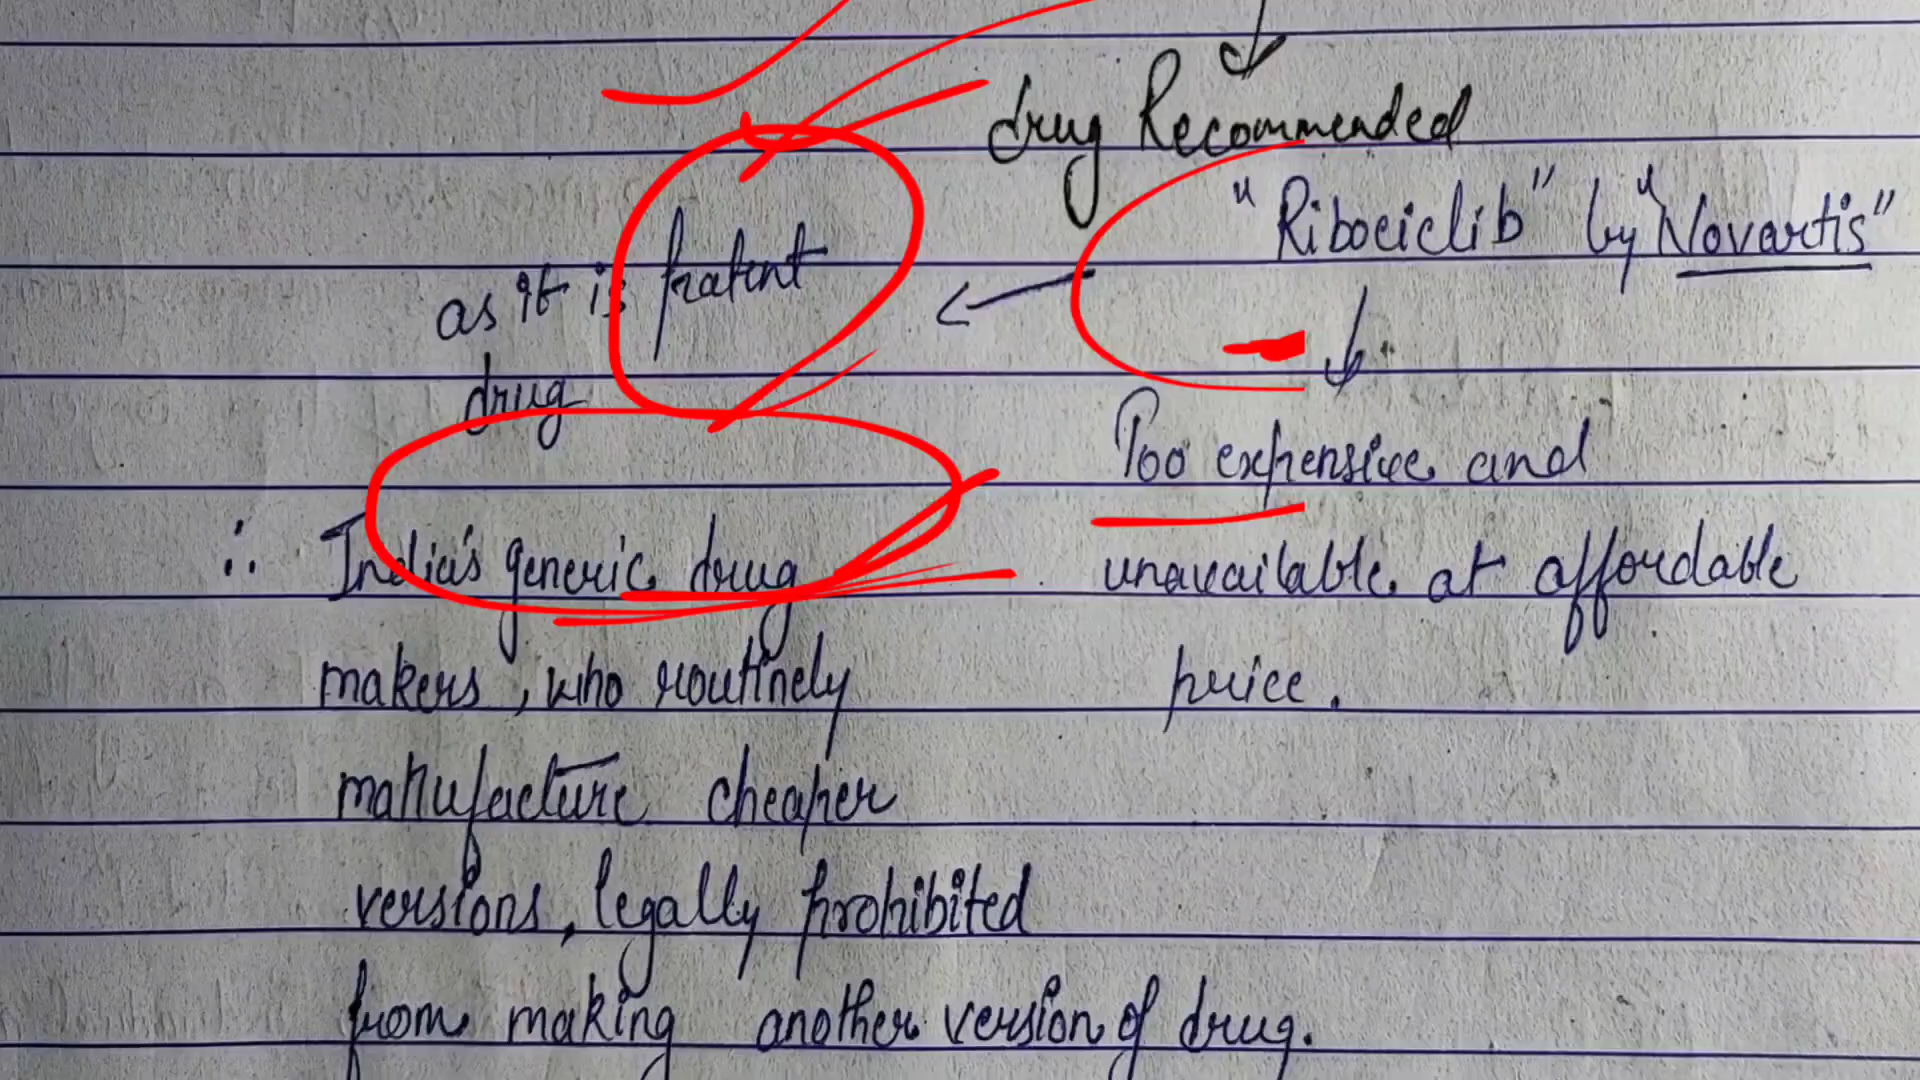 drug Recommended
"Ribociclib" by "Novartis"
as it is patent
drug
Too expensive and
unavailable at affordable
price.
∴ India's generic drug
makers, who routinely
manufacture cheaper
versions, legally prohibited
from making another version of drug.